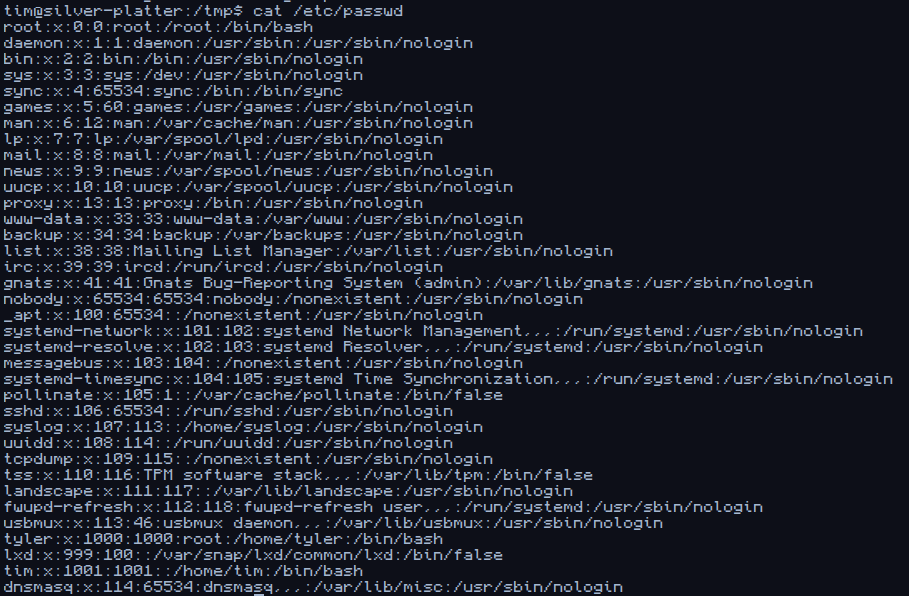 tim@silver-platter:/tmp$ cat /etc/passwd
root:x:0:0:root:/root:/bin/bash
daemon:x:1:1:daemon:/usr/sbin:/usr/sbin/nologin
bin:x:2:2:bin:/bin:/usr/sbin/nologin
sys:x:3:3:sys:/dev:/usr/sbin/nologin
sync:x:4:65534:sync:/bin:/bin/sync
games:x:5:60:games:/usr/games:/usr/sbin/nologin
man:x:6:12:man:/var/cache/man:/usr/sbin/nologin
lp:x:7:7:lp:/var/spool/lpd:/usr/sbin/nologin
mail:x:8:8:mail:/var/mail:/usr/sbin/nologin
news:x:9:9:news:/var/spool/news:/usr/sbin/nologin
uucp:x:10:10:uucp:/var/spool/uucp:/usr/sbin/nologin
proxy:x:13:13:proxy:/bin:/usr/sbin/nologin
www-data:x:33:33:www-data:/var/www:/usr/sbin/nologin
backup:x:34:34:backup:/var/backups:/usr/sbin/nologin
list:x:38:38:Mailing List Manager:/var/list:/usr/sbin/nologin
irc:x:39:39:ircd:/run/ircd:/usr/sbin/nologin
gnats:x:41:41:Gnats Bug-Reporting System (admin):/var/lib/gnats:/usr/sbin/nologin
nobody:x:65534:65534:nobody:/nonexistent:/usr/sbin/nologin
_apt:x:100:65534::/nonexistent:/usr/sbin/nologin
systemd-network:x:101:102:systemd Network Management,,,:/run/systemd:/usr/sbin/nologin
systemd-resolve:x:102:103:systemd Resolver,,,:/run/systemd:/usr/sbin/nologin
messagebus:x:103:104::/nonexistent:/usr/sbin/nologin
systemd-timesync:x:104:105:systemd Time Synchronization,,,:/run/systemd:/usr/sbin/nologin
pollinate:x:105:1::/var/cache/pollinate:/bin/false
sshd:x:106:65534::/run/sshd:/usr/sbin/nologin
syslog:x:107:113::/home/syslog:/usr/sbin/nologin
uuidd:x:108:114::/run/uuidd:/usr/sbin/nologin
tcpdump:x:109:115::/nonexistent:/usr/sbin/nologin
tss:x:110:116:TPM software stack,,,:/var/lib/tpm:/bin/false
landscape:x:111:117::/var/lib/landscape:/usr/sbin/nologin
fwupd-refresh:x:112:118:fwupd-refresh user,,,:/run/systemd:/usr/sbin/nologin
usbmux:x:113:46:usbmux daemon,,,:/var/lib/usbmux:/usr/sbin/nologin
tyler:x:1000:1000:root:/home/tyler:/bin/bash
lxd:x:999:100::/var/snap/lxd/common/lxd:/bin/false
tim:x:1001:1001::/home/tim:/bin/bash
dnsmasq:x:114:65534:dnsmasq,,,:/var/lib/misc:/usr/sbin/nologin